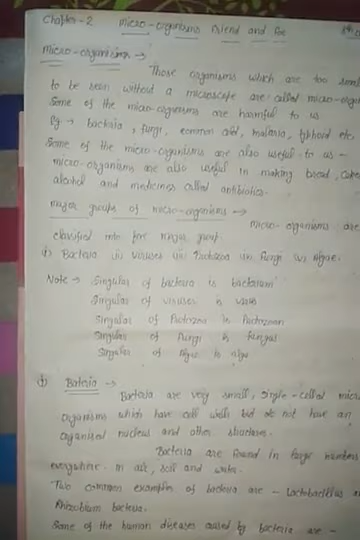 Chapter-2 Micro-organisms Friend and Foe
Micro-organisms →
Those organisms which are too small
to be seen without a microscope are called micro-org
Some of the micro-organisms are harmful to us.
Eg → bacteria, fungi, common cold, malaria, typhoid etc
Some of the micro-organisms are also useful to us -
micro-organisms are also useful in making bread, cake
alcohol and medicines called antibiotics.
Major groups of micro-organisms →
Micro-organisms are
classified into five major group.
(i) Bacteria (ii) Viruses (iii) Protozoa (iv) Fungi (v) Algae.
Note → Singular of bacteria is bacterium
Singular of viruses is virus
Singular of Protozoa is Protozoan
Singular of Fungi is fungus
Singular of Algae is alga
(i) Bateria →
Bacteria are very small, single-celled micro
organisms which have cell walls but do not have an
organised nucleus and other structures.
Bacteria are found in large numbers
everywhere in air, soil and water.
Two common examples of bacteria are - Lactobacillus
Rhizobium bacteria.
Some of the human diseases caused by bacteria are -